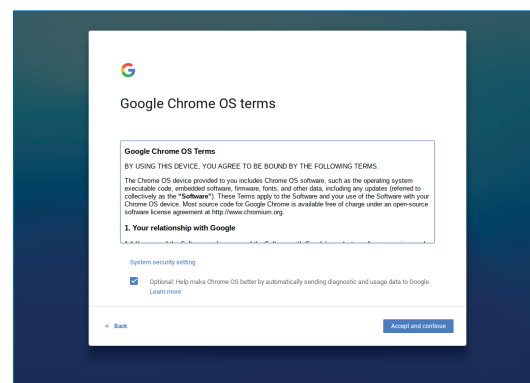 Google Chrome OS terms
Google Chrome OS Terms
BY USING THIS DEVICE, YOU AGREE TO BE BOUND BY THE FOLLOWING TERMS.
The Chrome OS device provided to you includes Chrome OS software, such as the operating system
executable code, embedded software, firmware, fonts, and other data, including any updates (referred to
collectively as the "Software"). These Terms apply to the Software and your use of the Software with your
Chrome OS device. Most source code for Google Chrome is available free of charge under an open-source
software license agreement at http://www.chromium.org.
1. Your relationship with Google
System security setting
Optional: Help make Chrome OS better by automatically sending diagnostic and usage data to Google.
Learn more
← Back
Accept and continue